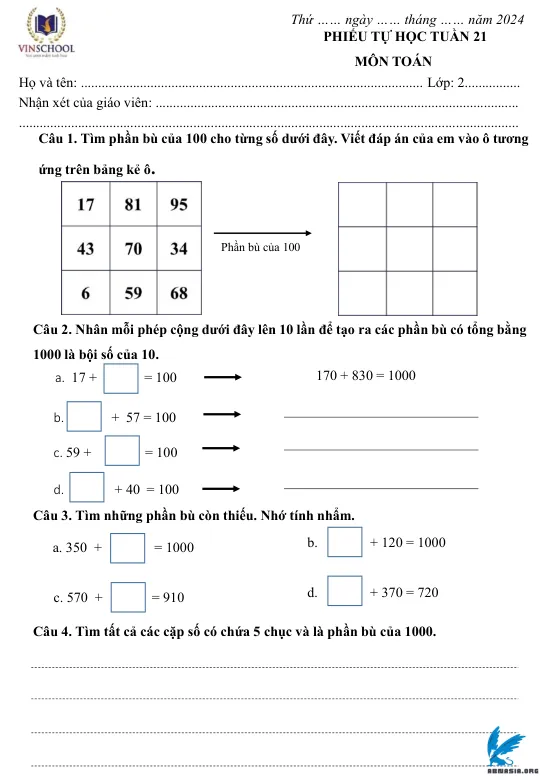 Thứ ...... ngày ...... tháng ...... năm 2024
VINSCHOOL
PHIẾU TỰ HỌC TUẦN 21
MÔN TOÁN
Họ và tên: .................................................................................................. Lớp: 2................
Nhận xét của giáo viên: .........................................................................................................
................................................................................................................................................
Câu 1. Tìm phần bù của 100 cho từng số dưới đây. Viết đáp án của em vào ô tương
ứng trên bảng kẻ ô.
17 81 95
43 70 34
6 59 68
Phần bù của 100
Câu 2. Nhân mỗi phép cộng dưới đây lên 10 lần để tạo ra các phần bù có tổng bằng
1000 là bội số của 10.
a. 17 + = 100 170 + 830 = 1000
b. + 57 = 100
c. 59 + = 100
d. + 40 = 100
Câu 3. Tìm những phần bù còn thiếu. Nhớ tính nhẩm.
a. 350 + = 1000 b. + 120 = 1000
c. 570 + = 910 d. + 370 = 720
Câu 4. Tìm tất cả các cặp số có chứa 5 chục và là phần bù của 1000.